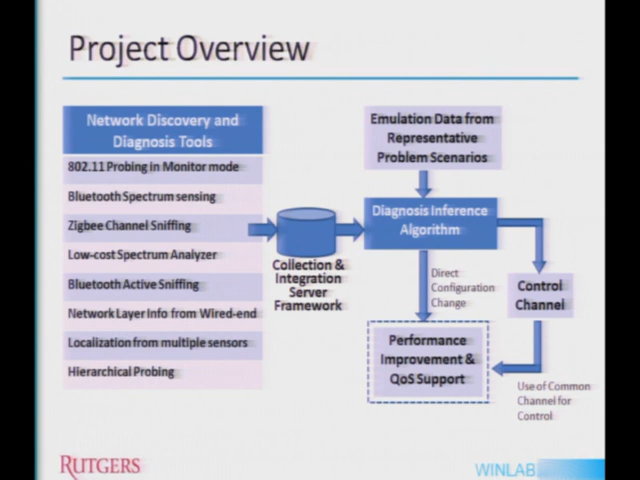 Project Overview
Network Discovery and
Diagnosis Tools
802.11 Probing in Monitor mode
Bluetooth Spectrum sensing
Zigbee Channel Sniffing
Low-cost Spectrum Analyzer
Bluetooth Active Sniffing
Network Layer Info from Wired-end
Localization from multiple sensors
Hierarchical Probing
Collection &
Integration
Server
Framework
Emulation Data from
Representative
Problem Scenarios
Diagnosis Inference
Algorithm
Direct
Configuration
Change
Control
Channel
Performance
Improvement &
QoS Support
Use of Common
Channel for
Control
RUTGERS
WINLAB